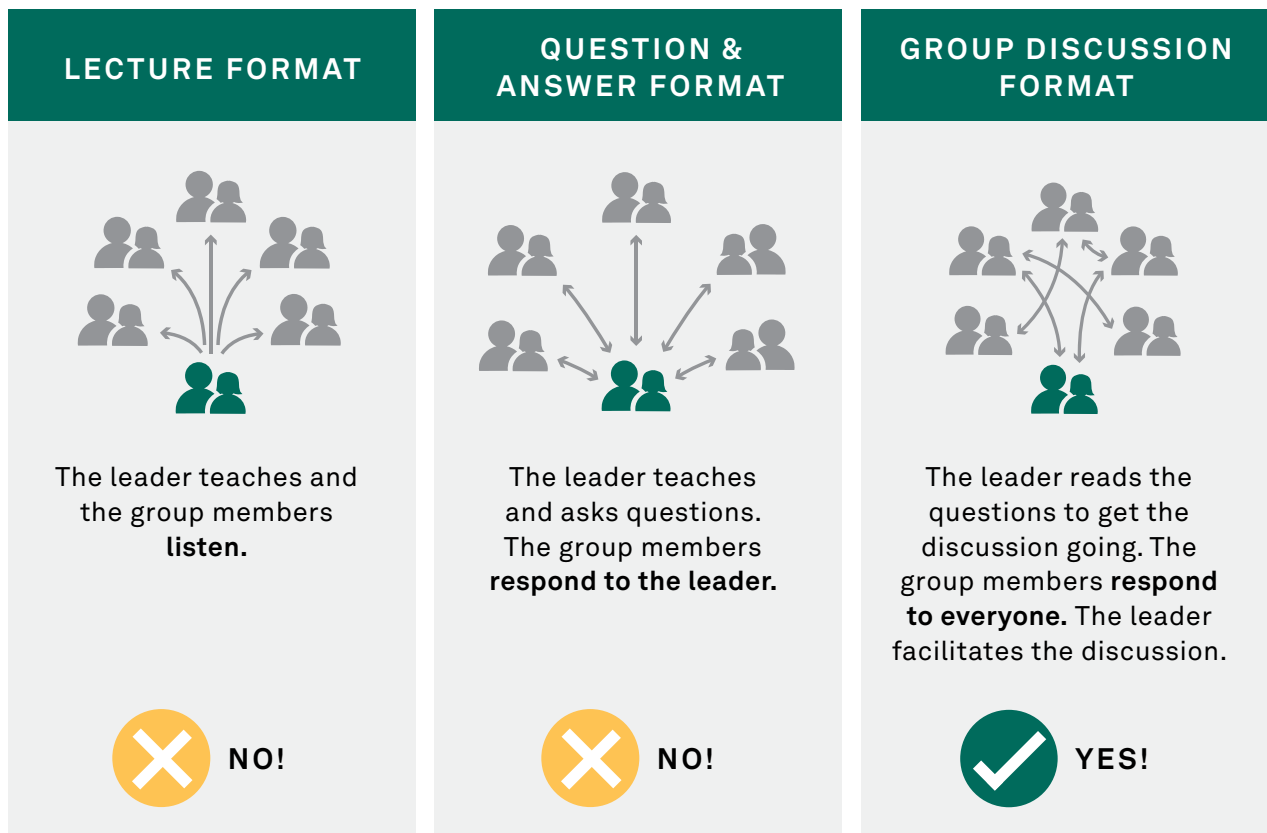 LECTURE FORMAT
The leader teaches and
the group members
listen.
NO!
QUESTION &
ANSWER FORMAT
The leader teaches
and asks questions.
The group members
respond to the leader.
NO!
GROUP DISCUSSION
FORMAT
The leader reads the
questions to get the
discussion going. The
group members respond
to everyone. The leader
facilitates the discussion.
YES!